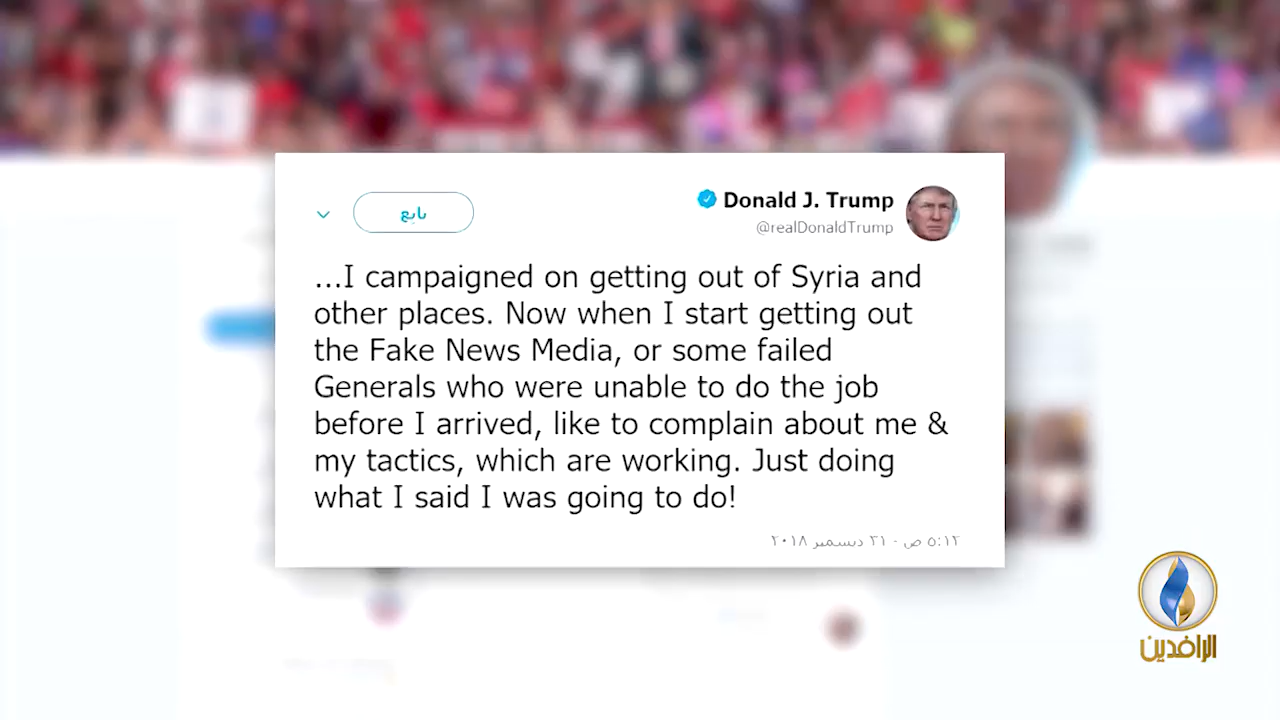 Donald J. Trump
@realDonaldTrump
تابع
...I campaigned on getting out of Syria and
other places. Now when I start getting out
the Fake News Media, or some failed
Generals who were unable to do the job
before I arrived, like to complain about me &
my tactics, which are working. Just doing
what I said I was going to do!
٥:١٢ ص - ٢١ ديسمبر ٢٠١٨
الرافدين